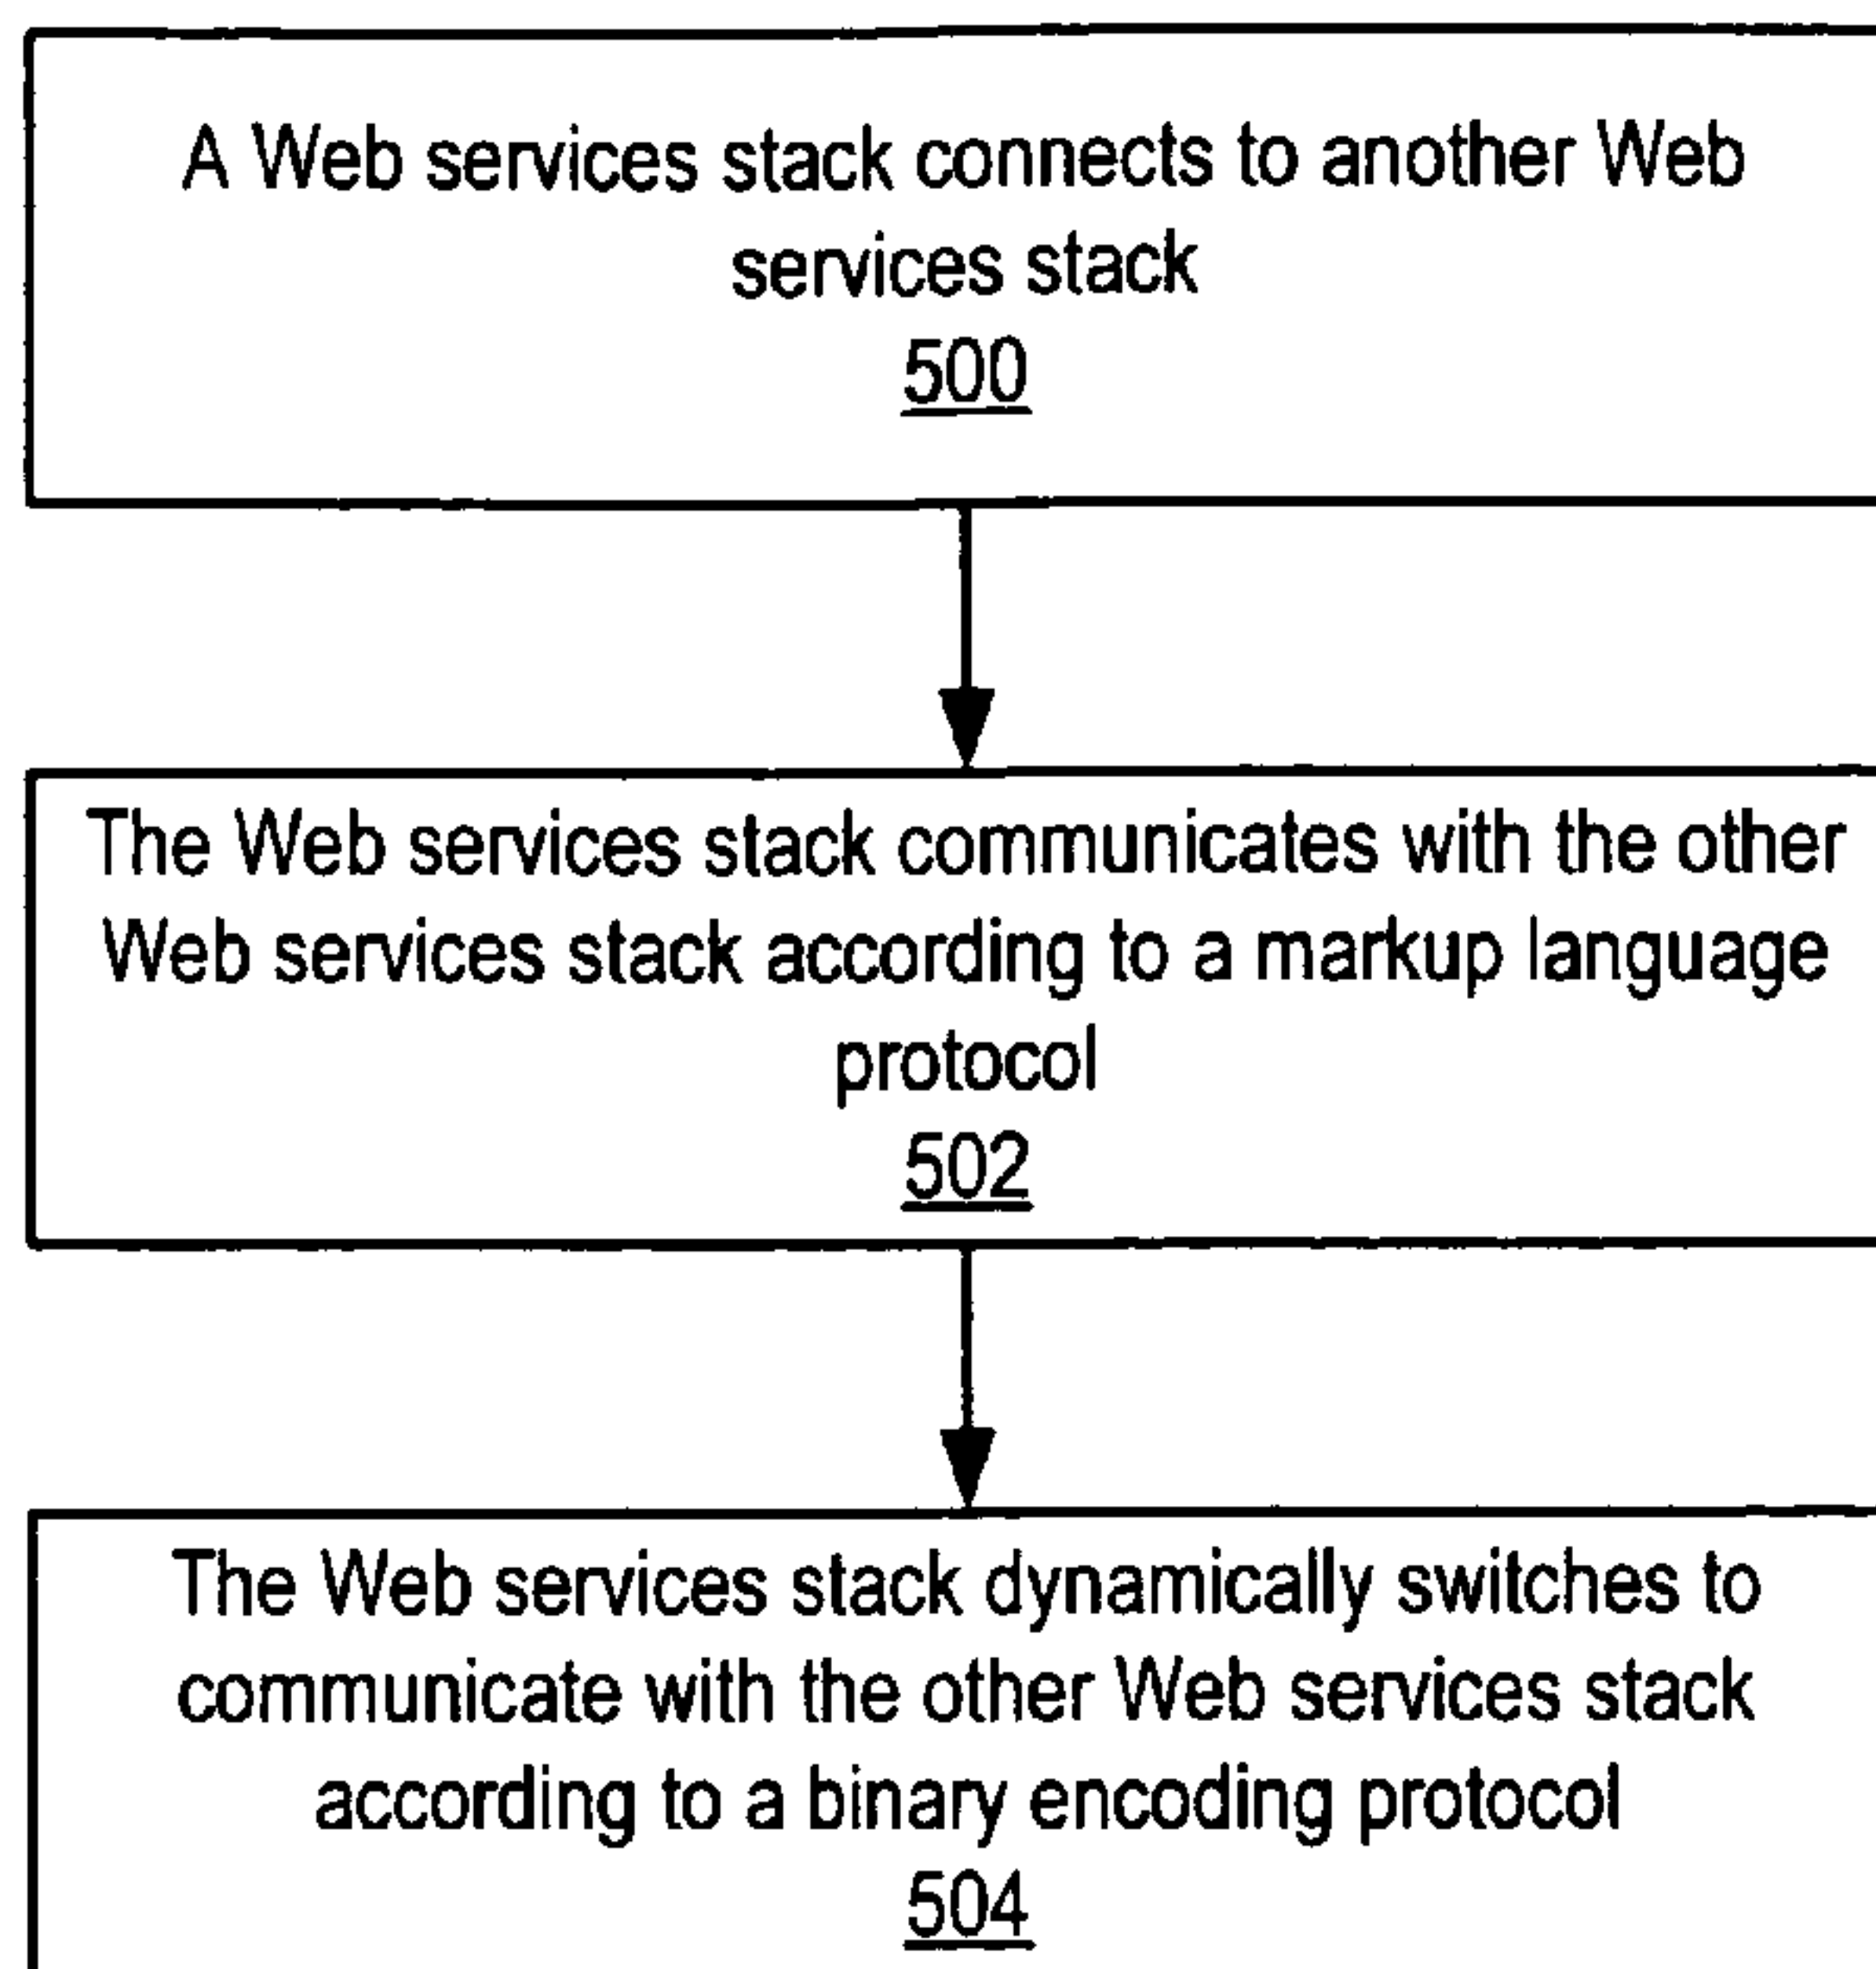 A Web services stack connects to another Web
services stack
500
The Web services stack communicates with the other
Web services stack according to a markup language
protocol
502
The Web services stack dynamically switches to
communicate with the other Web services stack
according to a binary encoding protocol
504